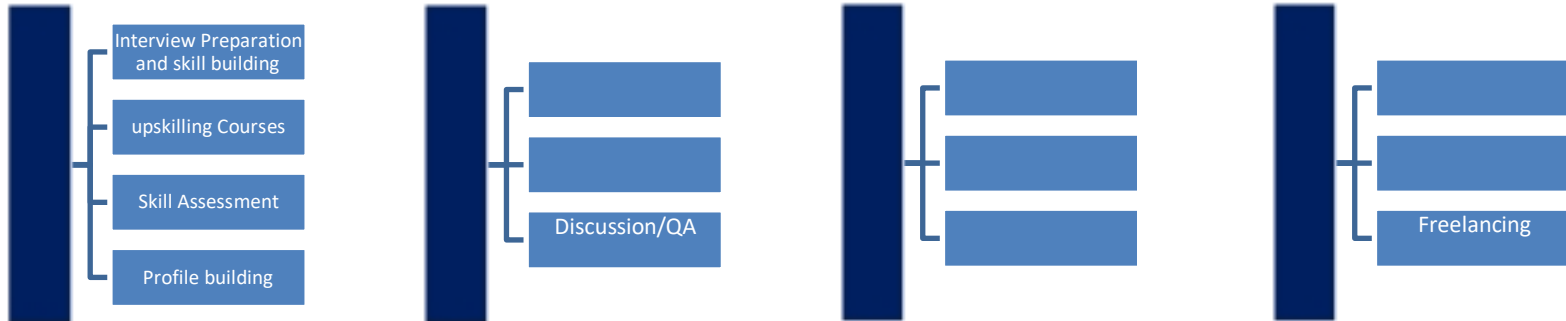 Interview Preparation
and skill building
upskilling Courses
Skill Assessment
Profile building
Discussion/QA
Freelancing